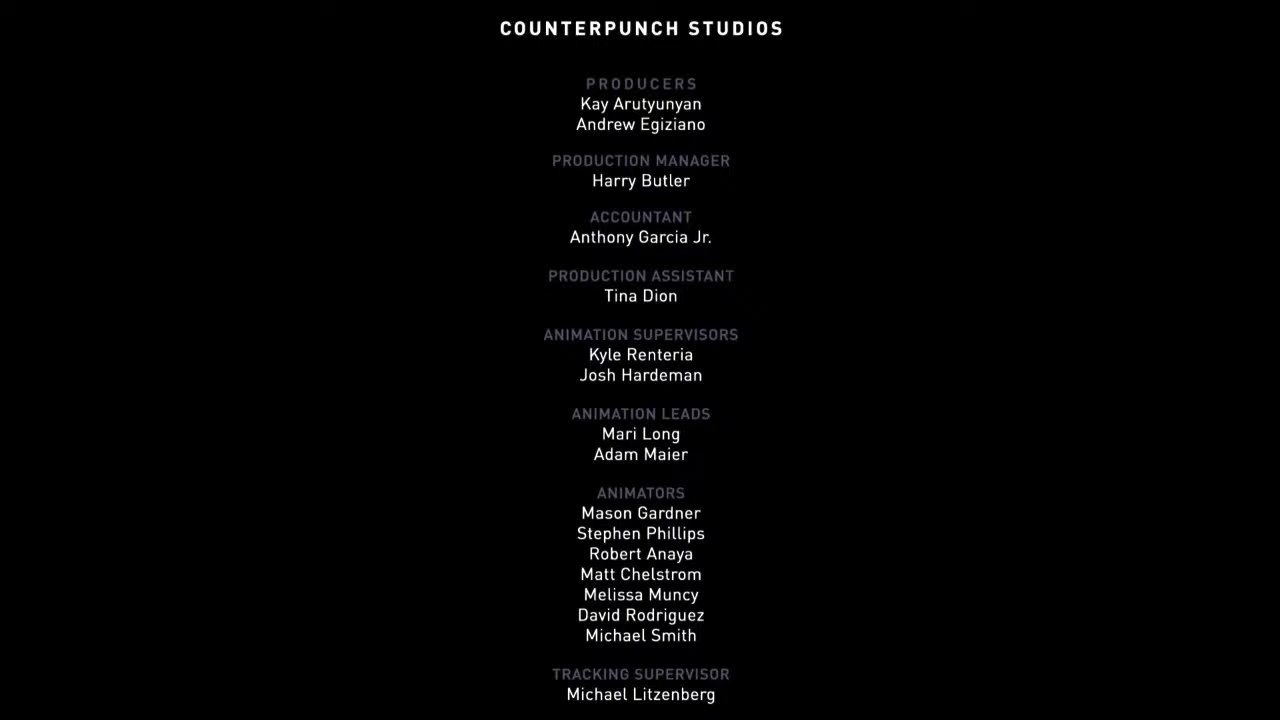 COUNTERPUNCH STUDIOS
PRODUCERS
Kay Arutyunyan
Andrew Egiziano
PRODUCTION MANAGER
Harry Butler
ACCOUNTANT
Anthony Garcia Jr.
PRODUCTION ASSISTANT
Tina Dion
ANIMATION SUPERVISORS
Kyle Renteria
Josh Hardeman
ANIMATION LEADS
Mari Long
Adam Maier
ANIMATORS
Mason Gardner
Stephen Phillips
Robert Anaya
Matt Chelstrom
Melissa Muncy
David Rodriguez
Michael Smith
TRACKING SUPERVISOR
Michael Litzenberg